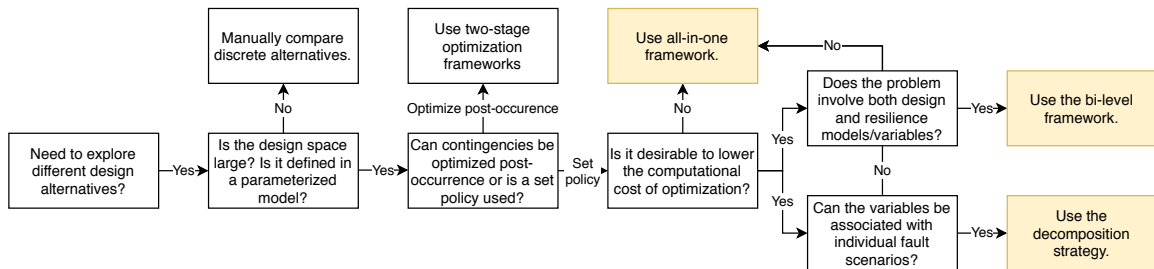 Manually compare
discrete alternatives.
Use two-stage
optimization
frameworks
Use all-in-one
framework.
No
Does the problem
involve both design
and resilience
models/variables?
Yes
Use the bi-level
framework.
No
Optimize post-occurence
No
Yes
Need to explore
different design
alternatives?
Yes
Is the design space
large? Is it defined in
a parameterized
model?
Yes
Can contingencies be
optimized post-
occurrence or is a set
policy used?
Set
policy
Is it desirable to lower
the computational
cost of optimization?
Yes
No
Can the variables be
associated with
individual fault
scenarios?
Yes
Use the
decomposition
strategy.